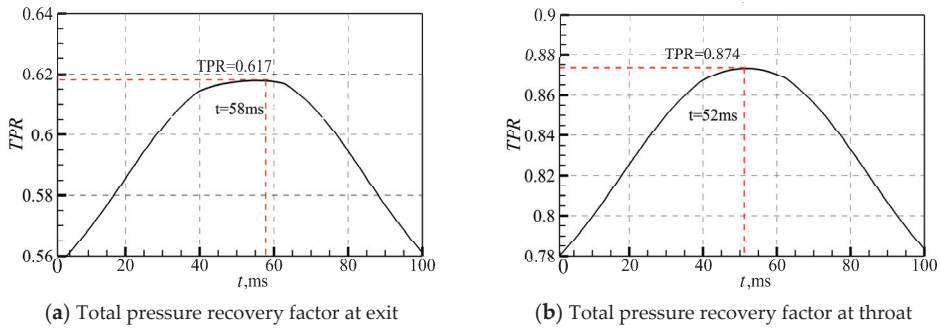 0.64
0.62
0.6
0.58
0.56
TPR
TPR=0.617
t=58ms
0 20 40 60 80 100
t,ms
(a) Total pressure recovery factor at exit
0.9
0.88
0.86
0.84
0.82
0.8
0.78
TPR
TPR=0.874
t=52ms
0 20 40 60 80 100
t,ms
(b) Total pressure recovery factor at throat